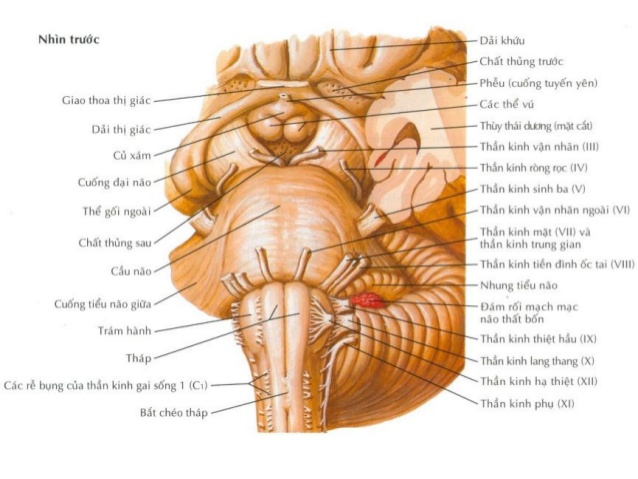 Nhìn trước
Giao thoa thị giác
Dải thị giác
Củ xám
Cuống đại não
Thể gối ngoài
Chất thủng sau
Cầu não
Cuống tiểu não giữa
Trám hành
Tháp
Các rễ bụng của thần kinh gai sống 1 (C1)
Bắt chéo tháp
Dải khứu
Chất thủng trước
Phễu (cuống tuyến yên)
Các thể vú
Thùy thái dương (mặt cắt)
Thần kinh vận nhãn (III)
Thần kinh ròng rọc (IV)
Thần kinh sinh ba (V)
Thần kinh vận nhãn ngoài (VI)
Thần kinh mặt (VII) và
thần kinh trung gian
Thần kinh tiền đình ốc tai (VIII)
Nhung tiểu não
Đám rối mạch mạc
não thất bốn
Thần kinh thiệt hầu (IX)
Thần kinh lang thang (X)
Thần kinh hạ thiệt (XII)
Thần kinh phụ (XI)